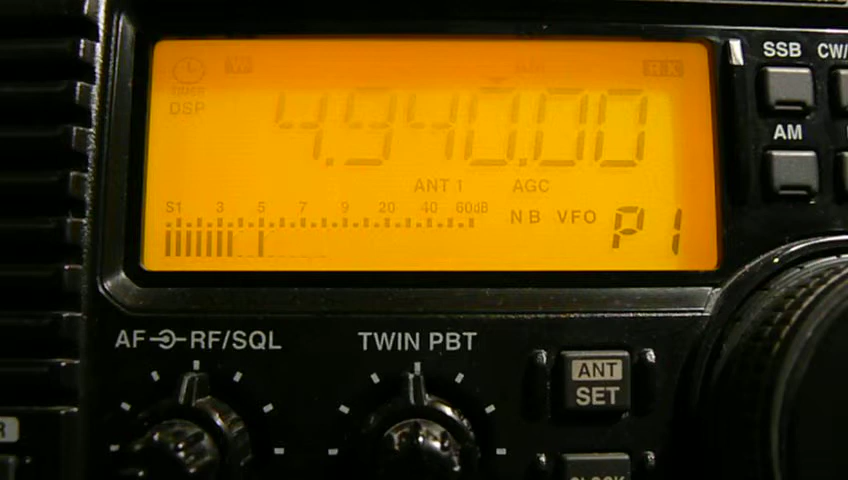 SSB CW/
TIMER
DSP
4.940.00
AM
ANT 1 AGC
S1 3 5 7 9 20 40 60dB
NB VFO P1
AF RF/SQL
TWIN PBT
ANT
SET
R